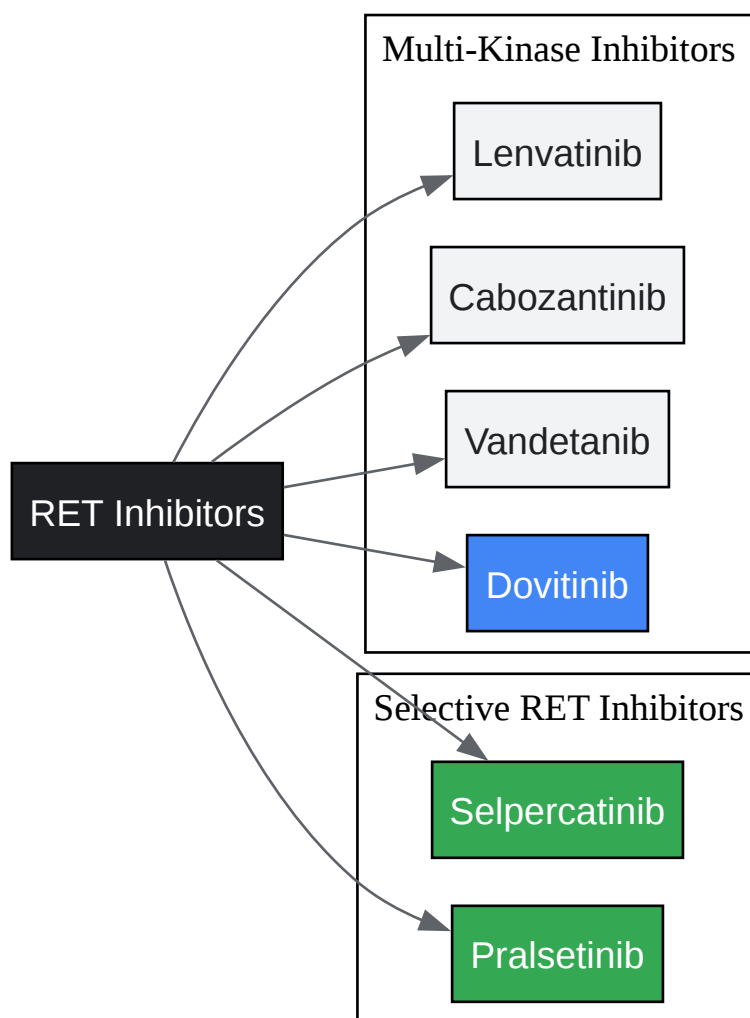 Multi-Kinase Inhibitors
Lenvatinib
Cabozantinib
Vandetanib
RET Inhibitors
Dovitinib
Selective RET Inhibitors
Selpercatinib
Pralsetinib